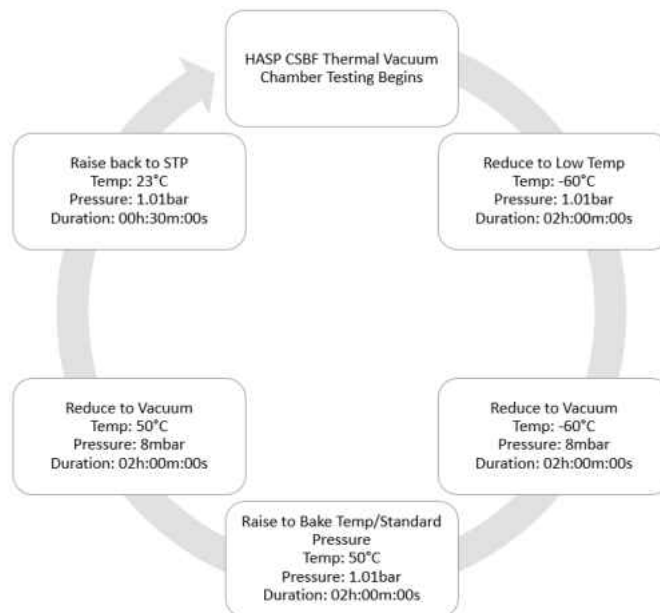 HASP CSBF Thermal Vacuum
Chamber Testing Begins
Reduce to Low Temp
Temp: -60°C
Pressure: 1.01bar
Duration: 02h:00m:00s
Reduce to Vacuum
Temp: -60°C
Pressure: 8mbar
Duration: 02h:00m:00s
Raise to Bake Temp/Standard
Pressure
Temp: 50°C
Pressure: 1.01bar
Duration: 02h:00m:00s
Reduce to Vacuum
Temp: 50°C
Pressure: 8mbar
Duration: 02h:00m:00s
Raise back to STP
Temp: 23°C
Pressure: 1.01bar
Duration: 00h:30m:00s